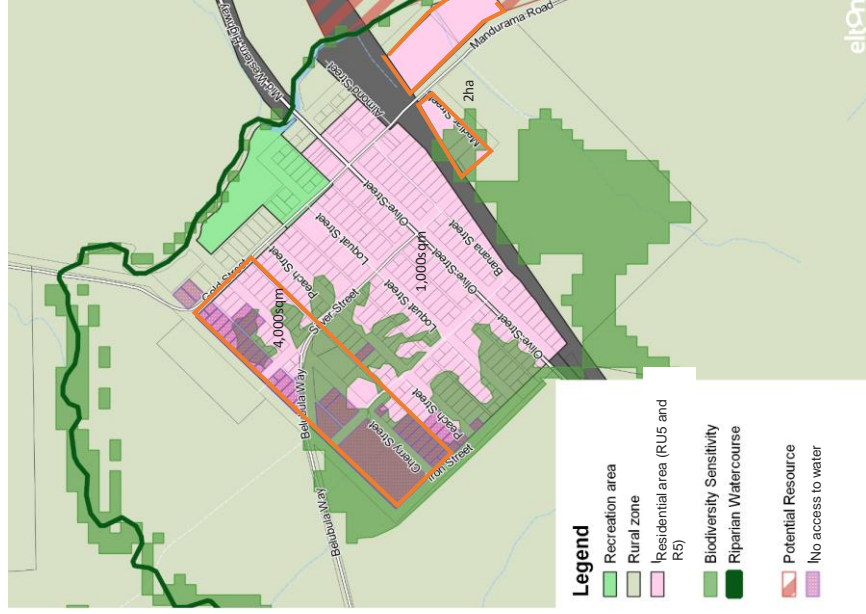 Mid-Western-Highway
Almond Street
Mandurama Road
Medlar Street
2ha
Gold Street
Peach Street
Loquat Street
Olive Street
4,000sqm
Silver Street
1,000sqm
Olive Street
Banana Street
Loquat Street
Belubula Way
Olive Street
Peach Street
Cherry Street
Iron Street
Belubula Way
Legend
Recreation area
Rural zone
Residential area (RU5 and
R5)
Biodiversity Sensitivity
Riparian Watercourse
Potential Resource
No access to water